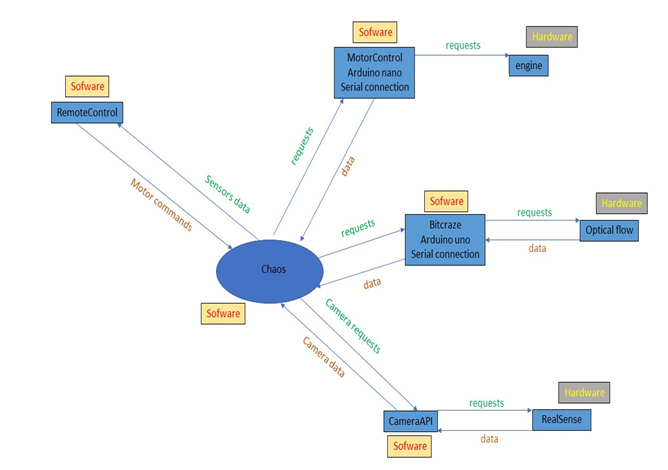 Sofware
Hardware
requests
MotorControl
Arduino nano
Serial connection
engine
Sofware
RemoteControl
requests
data
Sensors data
Motor commands
Sofware
Hardware
requests
requests
Bitcraze
Arduino uno
Serial connection
Optical flow
data
Chaos
data
Sofware
Camera requests
Camera data
Hardware
requests
CameraAPI
RealSense
data
Sofware